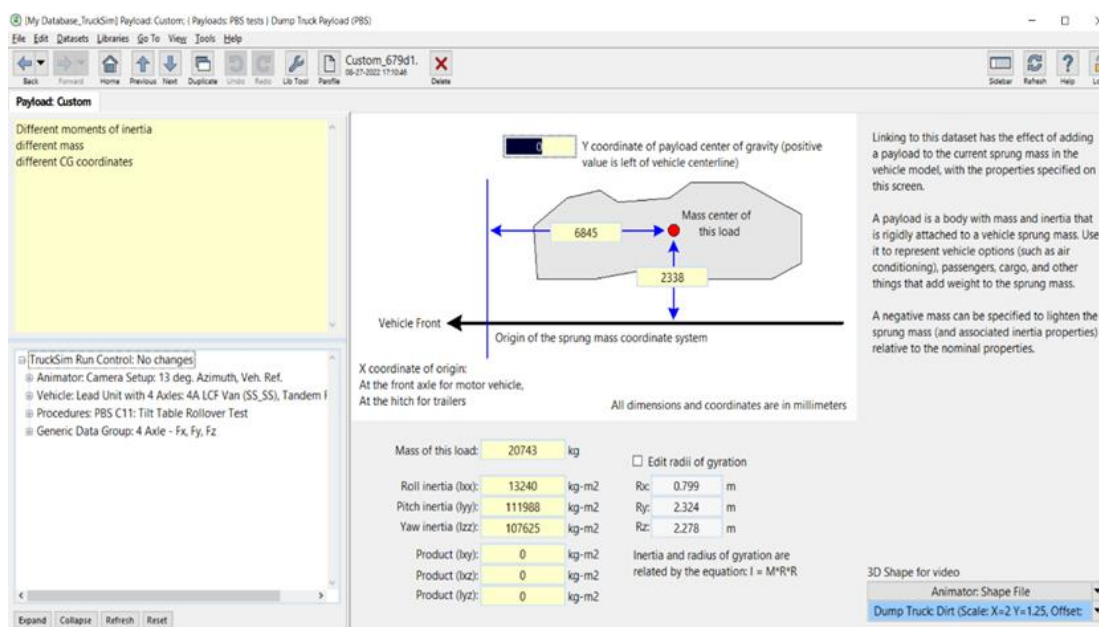 [My Database_TruckSim] Payload: Custom; ( Payloads: PBS tests ) Dump Truck Payload (PBS)
File Edit Datasets Libraries Go To View Tools Help
Back Forward Home Previous Next Duplicate Undo Redo Lib Tool Parsfile Custom_679d1. Delete Sidebar Refresh Help
08-27-2022 17:10:46
Payload: Custom
Different moments of inertia
different mass
different CG coordinates
TruckSim Run Control: No changes
Animator: Camera Setup: 13 deg. Azimuth, Veh. Ref.
Vehicle: Lead Unit with 4 Axles: 4A LCF Van (SS_SS), Tandem
Procedures: PBS C11: Tilt Table Rollover Test
Generic Data Group: 4 Axle - Fx, Fy, Fz
Expand Collapse Refresh Reset
0 Y coordinate of payload center of gravity (positive
value is left of vehicle centerline)
Mass center of
this load
6845
2338
Vehicle Front
Origin of the sprung mass coordinate system
X coordinate of origin:
At the front axle for motor vehicle,
At the hitch for trailers
All dimensions and coordinates are in millimeters
Mass of this load: 20743 kg
Edit radii of gyration
Roll inertia (Ixx): 13240 kg-m2 Rx: 0.799 m
Pitch inertia (Iyy): 111988 kg-m2 Ry: 2.324 m
Yaw inertia (Izz): 107625 kg-m2 Rz: 2.278 m
Product (Ixy): 0 kg-m2
Product (Ixz): 0 kg-m2
Product (Iyz): 0 kg-m2
Inertia and radius of gyration are
related by the equation: I = M*R*R
Linking to this dataset has the effect of adding
a payload to the current sprung mass in the
vehicle model, with the properties specified on
this screen.
A payload is a body with mass and inertia that
is rigidly attached to a vehicle sprung mass. Use
it to represent vehicle options (such as air
conditioning), passengers, cargo, and other
things that add weight to the sprung mass.
A negative mass can be specified to lighten the
sprung mass (and associated inertia properties)
relative to the nominal properties.
3D Shape for video
Animator: Shape File
Dump Truck: Dirt (Scale: X=2 Y=1.25, Offset: